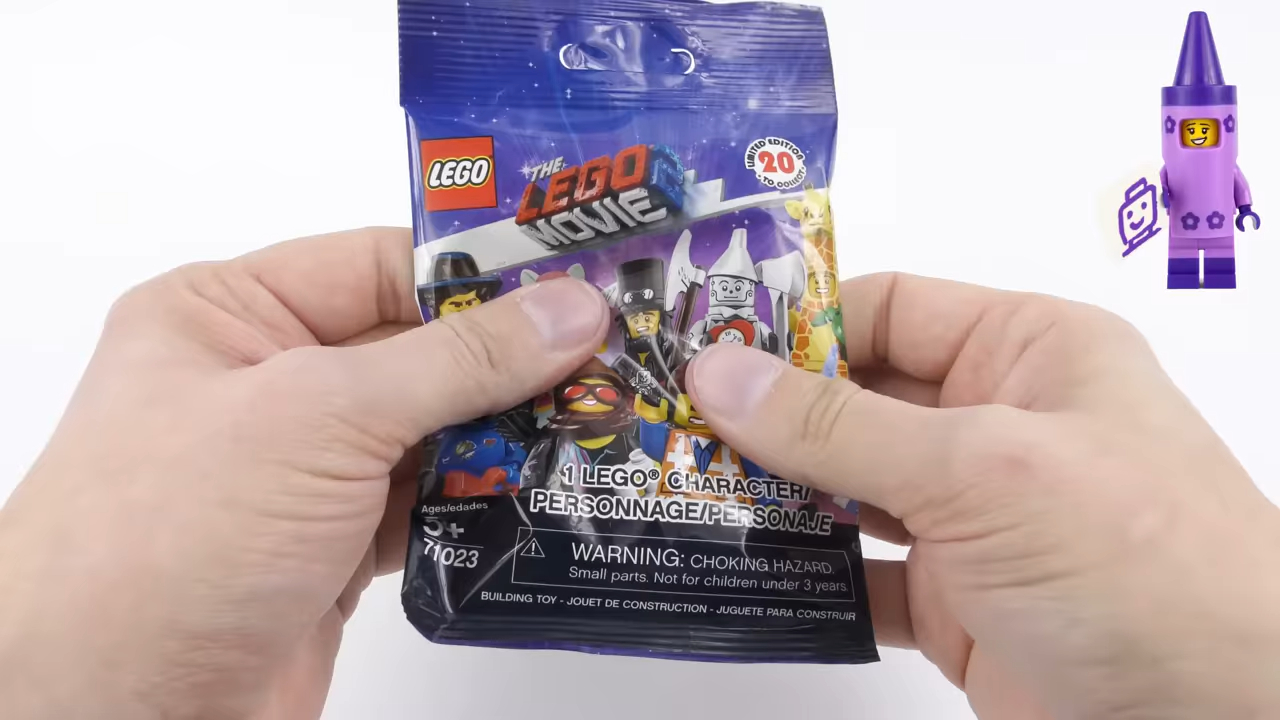 LEGO
THE
LEGO
MOVIE
LIMITED EDITION
20
TO COLLECT
1 LEGO® CHARACTER/
PERSONNAGE/PERSONAJE
Ages/edades
5+
71023
WARNING: CHOKING HAZARD.
Small parts. Not for children under 3 years.
BUILDING TOY - JOUET DE CONSTRUCTION - JUGUETE PARA CONSTRUIR